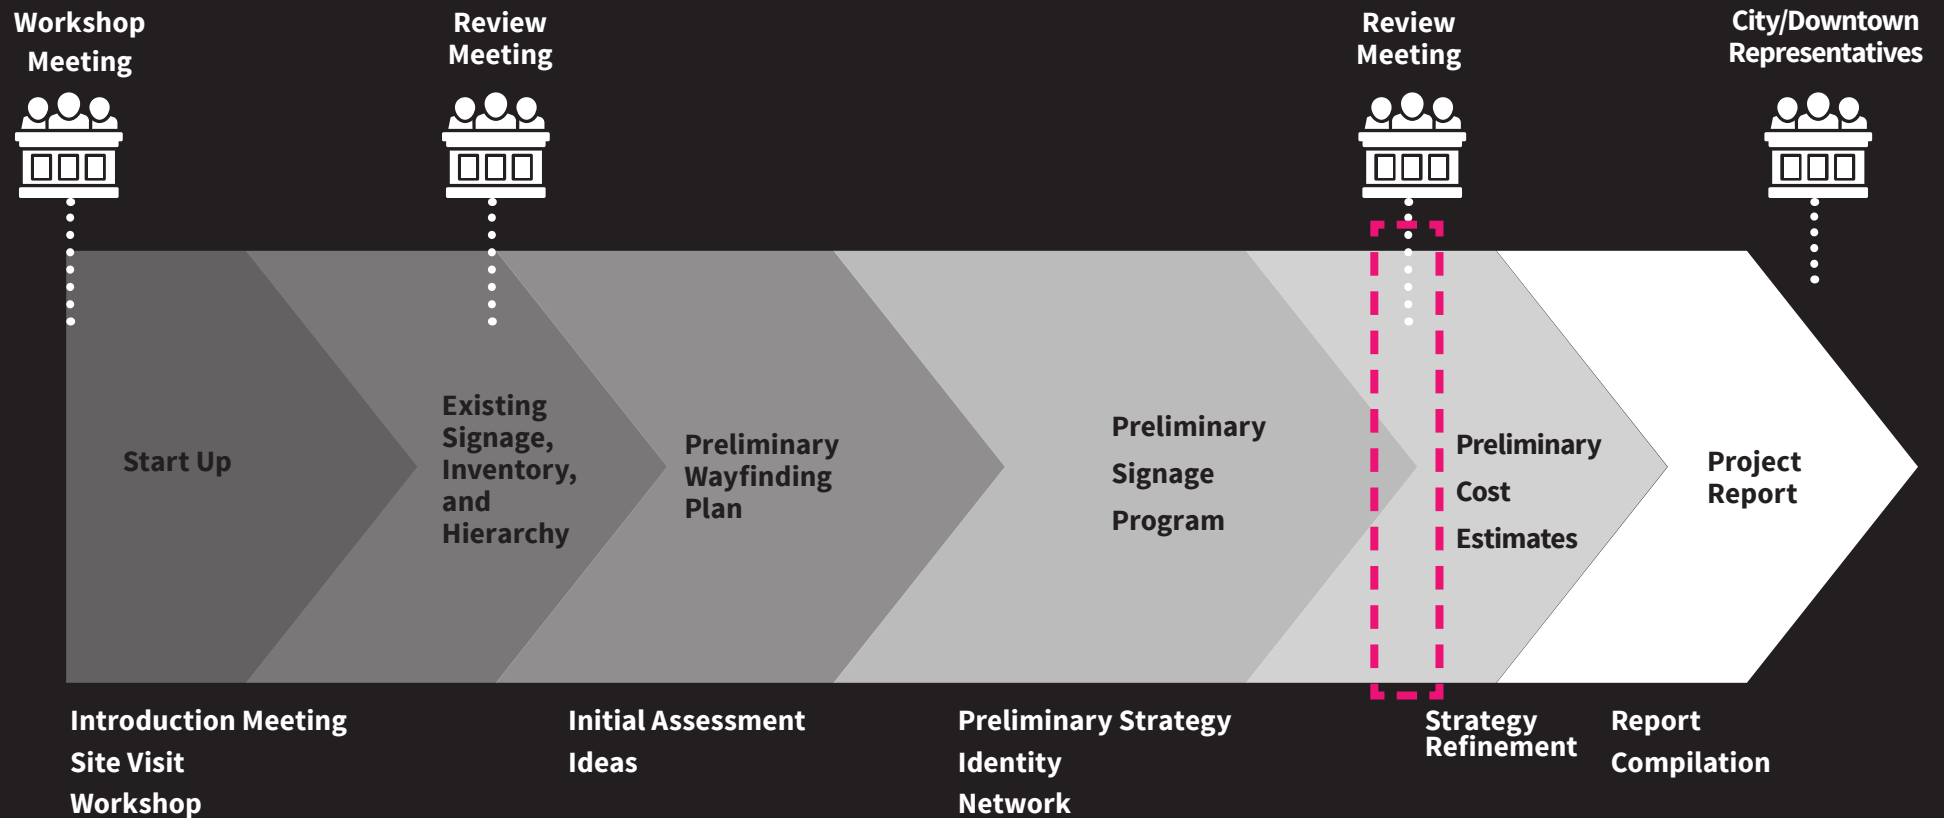 Workshop
Meeting
Review
Meeting
Review
Meeting
City/Downtown
Representatives
Start Up
Existing
Signage,
Inventory,
and
Hierarchy
Preliminary
Wayfinding
Plan
Preliminary
Signage
Program
Preliminary
Cost
Estimates
Project
Report
Introduction Meeting
Site Visit
Workshop
Initial Assessment
Ideas
Preliminary Strategy
Identity
Network
Strategy
Refinement
Report
Compilation